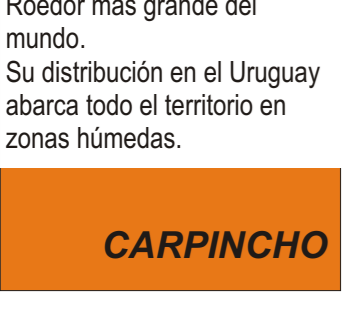 Roedor más grande del
mundo.
Su distribución en el Uruguay
abarca todo el territorio en
zonas húmedas.
CARPINCHO